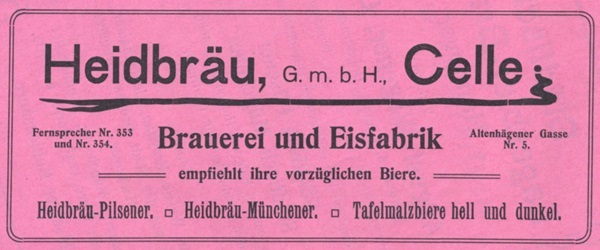 Heidbräu, G. m. b. H., Celle.
Fernsprecher Nr. 353
und Nr. 354.
Brauerei und Eisfabrik
Altenhägener Gasse
Nr. 5.
empfiehlt ihre vorzüglichen Biere.
Heidbräu-Pilsener. □ Heidbräu-Münchener. □ Tafelmalzbiere hell und dunkel.